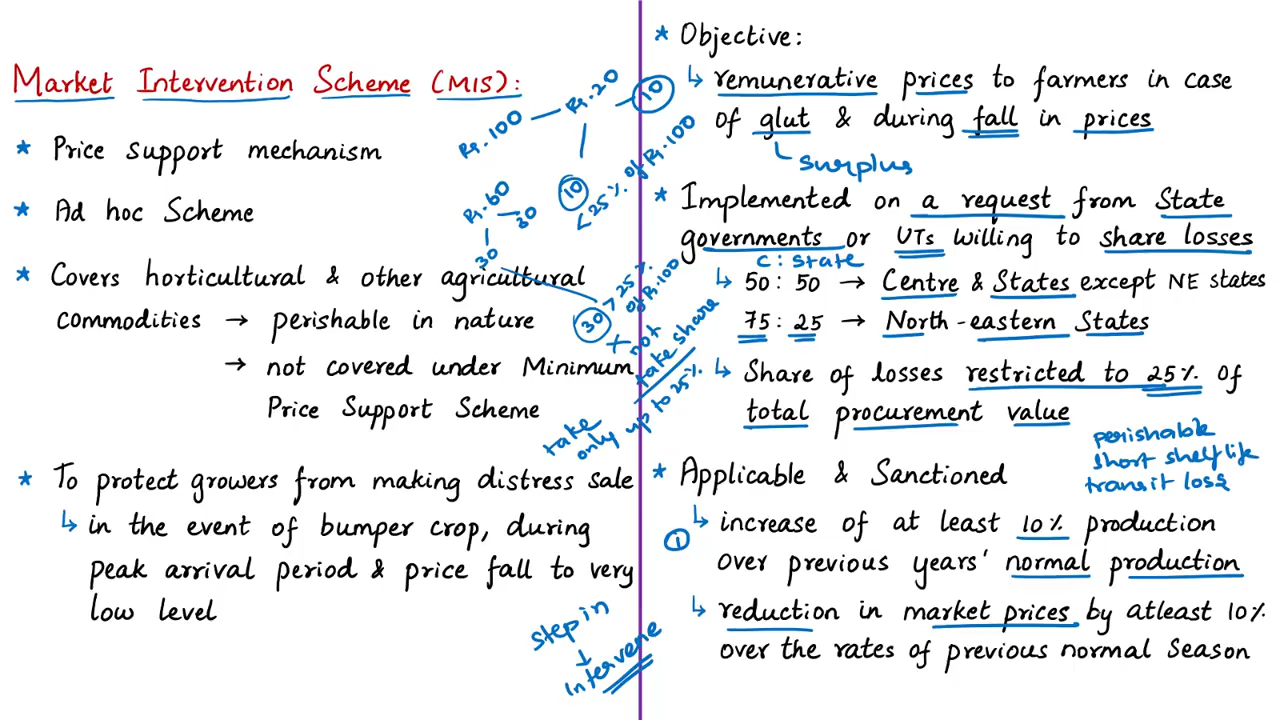 Market Intervention Scheme (MIS):
* Price support mechanism
* Ad hoc Scheme
* Covers horticultural & other agricultural
commodities → perishable in nature
→ not covered under Minimum
Price Support Scheme
* To protect growers from making distress sale
↳ in the event of bumper crop, during
peak arrival period & price fall to very
low level
Rs.100 — Rs.20 — 10
10
<25% of Rs.100
Rs.60 — 30
30
30 > 25%
of Rs.100
x not
take share
take
only up to 25%
step in
↓
intervene
* Objective:
↳ remunerative prices to farmers in case
of glut & during fall in prices
surplus
* Implemented on a request from State
governments or UTs willing to share losses
C : State
↳ 50 : 50 → Centre & States except NE states
75 : 25 → North-eastern States
↳ Share of losses restricted to 25% of
total procurement value
perishable
short shelf life
transit loss
* Applicable & Sanctioned
① ↳ increase of at least 10% production
over previous years' normal production
↳ reduction in market prices by atleast 10%
over the rates of previous normal Season